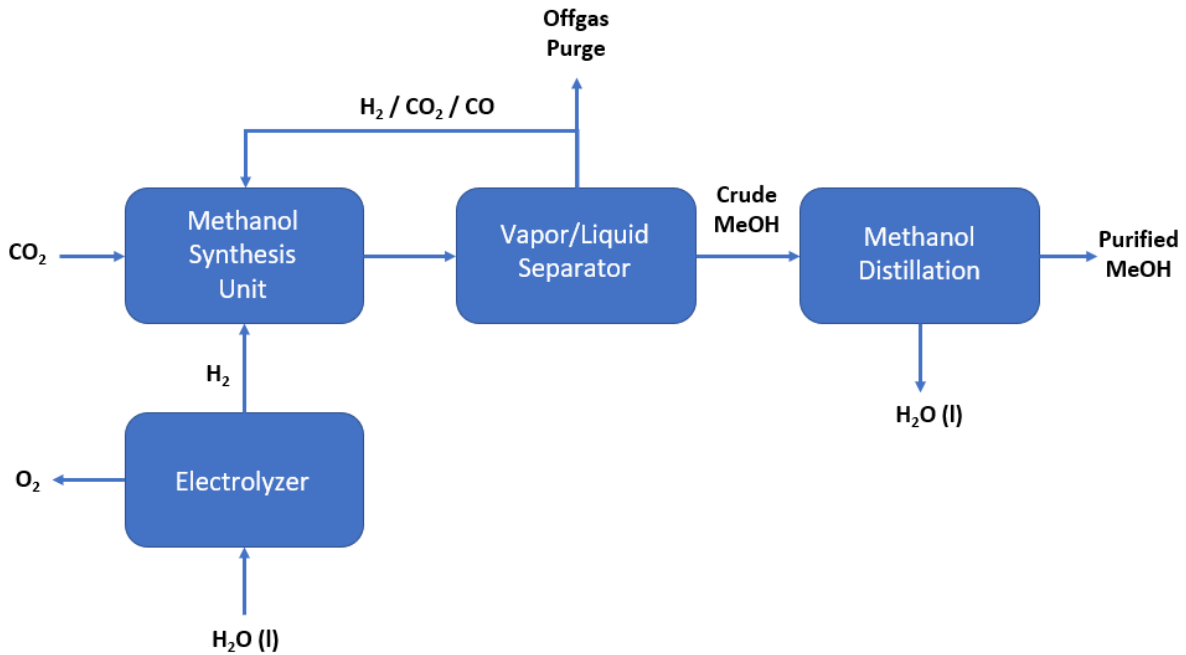 Offgas
Purge
H₂ / CO₂ / CO
Methanol
Synthesis
Unit
Vapor/Liquid
Separator
Crude
MeOH
Methanol
Distillation
Purified
MeOH
CO₂
H₂
H₂O (l)
O₂
Electrolyzer
H₂O (l)